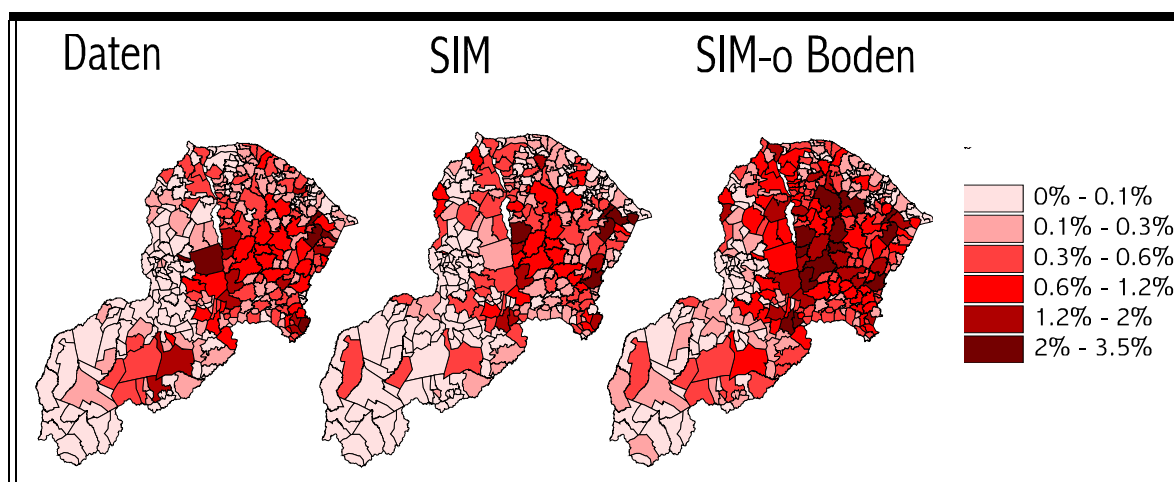 Daten
SIM
SIM-o Boden
0% - 0.1%
0.1% - 0.3%
0.3% - 0.6%
0.6% - 1.2%
1.2% - 2%
2% - 3.5%